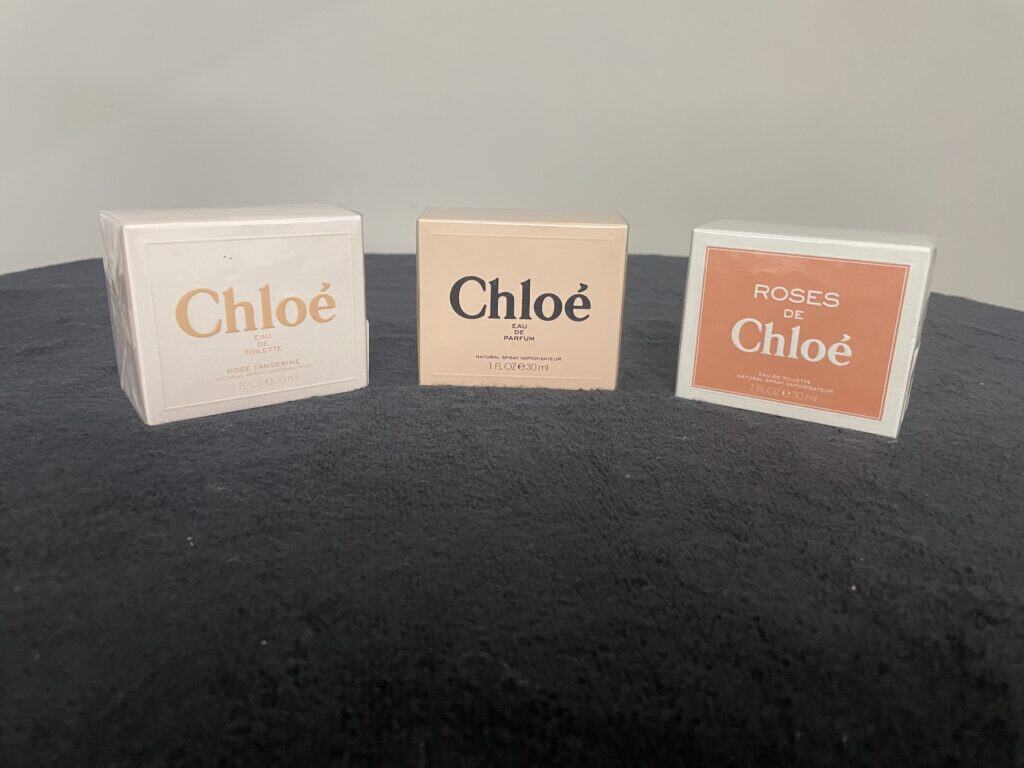 Chloé
EAU
DE
TOILETTE
ROSE TANGERINE
NATURAL SPRAY VAPORISATEUR
1 FL OZ e 30 ml
Chloé
EAU
DE
PARFUM
NATURAL SPRAY VAPORISATEUR
1 FL OZ e 30 ml
ROSES
DE
Chloé
EAU DE TOILETTE
NATURAL SPRAY VAPORISATEUR
1 FL OZ e 30 ml